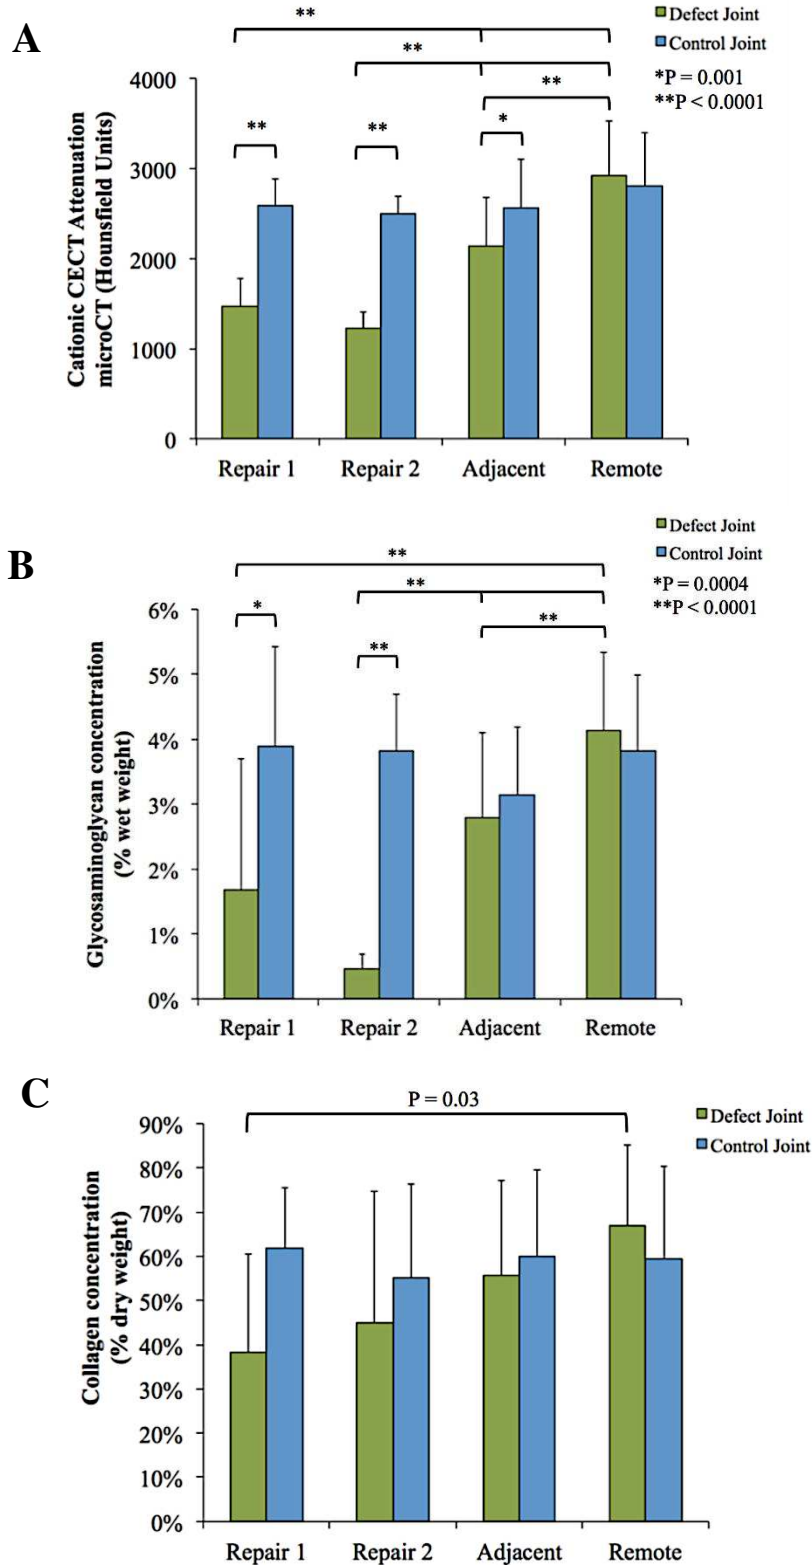 A
**
Defect Joint
Control Joint
*P = 0.001
**P < 0.0001
**
**
**
**
*
Cationic CECT Attenuation
microCT (Hounsfield Units)
4000
3000
2000
1000
0
Repair 1
Repair 2
Adjacent
Remote
B
Defect Joint
Control Joint
*P = 0.0004
**P < 0.0001
**
**
*
**
**
Glycosaminoglycan concentration
(% wet weight)
6%
5%
4%
3%
2%
1%
0%
Repair 1
Repair 2
Adjacent
Remote
C
P = 0.03
Defect Joint
Control Joint
Collagen concentration
(% dry weight)
90%
80%
70%
60%
50%
40%
30%
20%
10%
0%
Repair 1
Repair 2
Adjacent
Remote